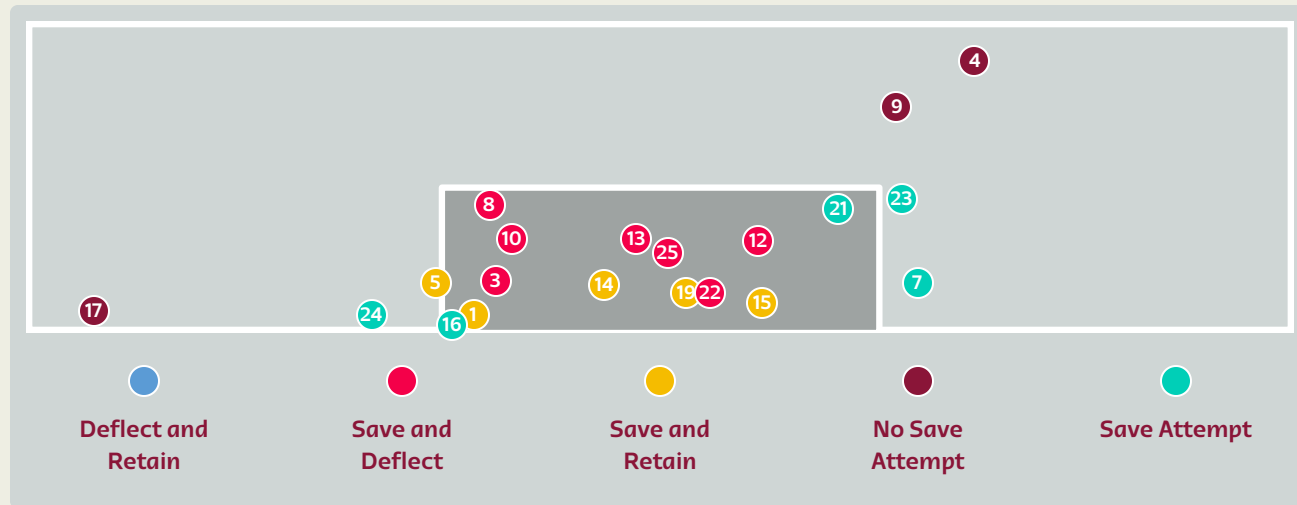 4
9
8
21
23
10
13
25
12
5
3
14
19
22
15
7
17
24
16
1
Deflect and
Retain
Save and
Deflect
Save and
Retain
No Save
Attempt
Save Attempt